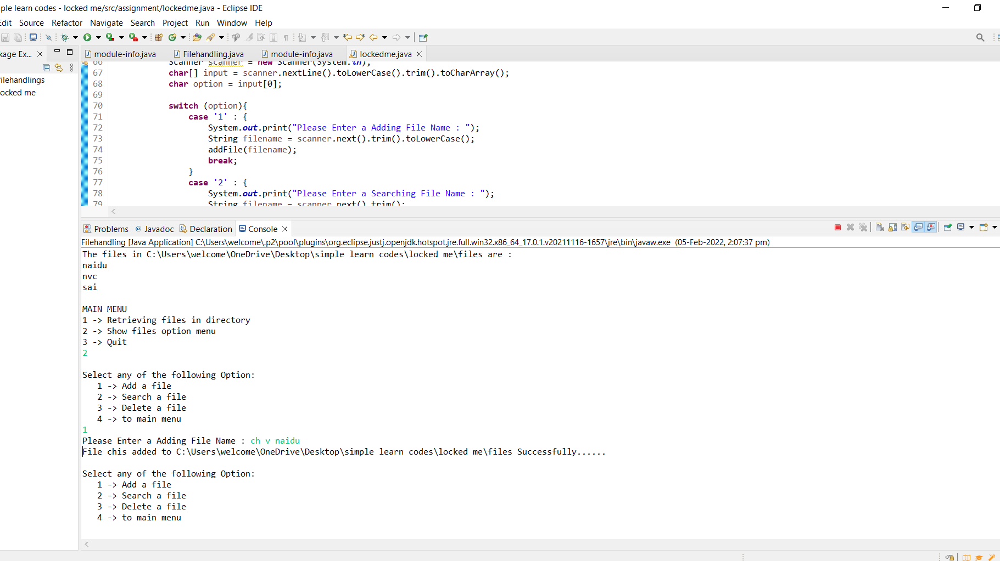 ple learn codes - locked me/src/assignment/lockedme.java - Eclipse IDE
Edit Source Refactor Navigate Search Project Run Window Help
kage Ex...
module-info.java Filehandling.java module-info.java lockedme.java
66 Scanner scanner = new Scanner(System.in);
67 char[] input = scanner.nextLine().toLowerCase().trim().toCharArray();
68 char option = input[0];
69
70 switch (option){
71 case '1' : {
72 System.out.print("Please Enter a Adding File Name : ");
73 String filename = scanner.next().trim().toLowerCase();
74 addFile(filename);
75 break;
76 }
77 case '2' : {
78 System.out.print("Please Enter a Searching File Name : ");
79 String filename = scanner.next().trim();
filehandlings
ocked me
Problems @ Javadoc Declaration Console
Filehandling [Java Application] C:\Users\welcome\.p2\pool\plugins\org.eclipse.justj.openjdk.hotspot.jre.full.win32.x86_64_17.0.1.v20211116-1657\jre\bin\javaw.exe (05-Feb-2022, 2:07:37 pm)
The files in C:\Users\welcome\OneDrive\Desktop\simple learn codes\locked me\files are :
naidu
nvc
sai
MAIN MENU
1 -> Retrieving files in directory
2 -> Show files option menu
3 -> Quit
2
Select any of the following Option:
1 -> Add a file
2 -> Search a file
3 -> Delete a file
4 -> to main menu
1
Please Enter a Adding File Name : ch v naidu
File chis added to C:\Users\welcome\OneDrive\Desktop\simple learn codes\locked me\files Successfully......
Select any of the following Option:
1 -> Add a file
2 -> Search a file
3 -> Delete a file
4 -> to main menu